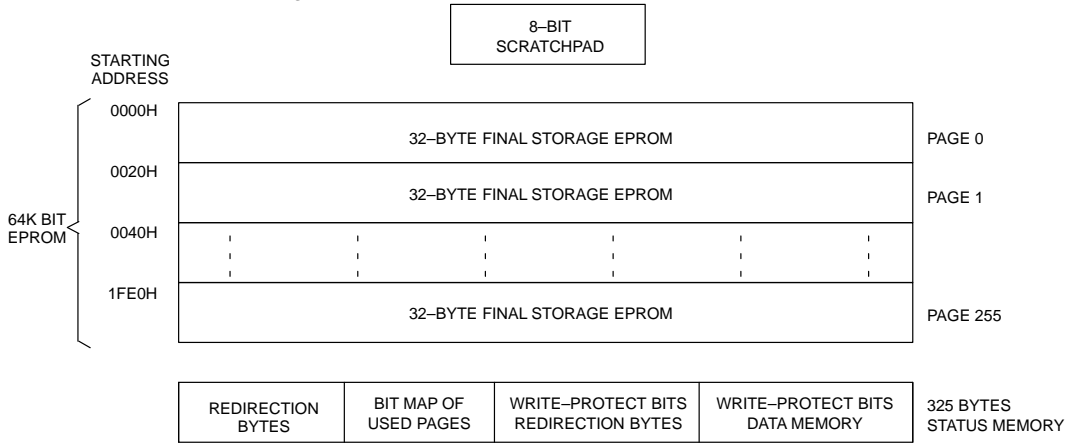 8–BIT
SCRATCHPAD
STARTING
ADDRESS
0000H
32–BYTE FINAL STORAGE EPROM
PAGE 0
0020H
32–BYTE FINAL STORAGE EPROM
PAGE 1
64K BIT
EPROM
0040H
1FE0H
32–BYTE FINAL STORAGE EPROM
PAGE 255
REDIRECTION
BYTES
BIT MAP OF
USED PAGES
WRITE–PROTECT BITS
REDIRECTION BYTES
WRITE–PROTECT BITS
DATA MEMORY
325 BYTES
STATUS MEMORY